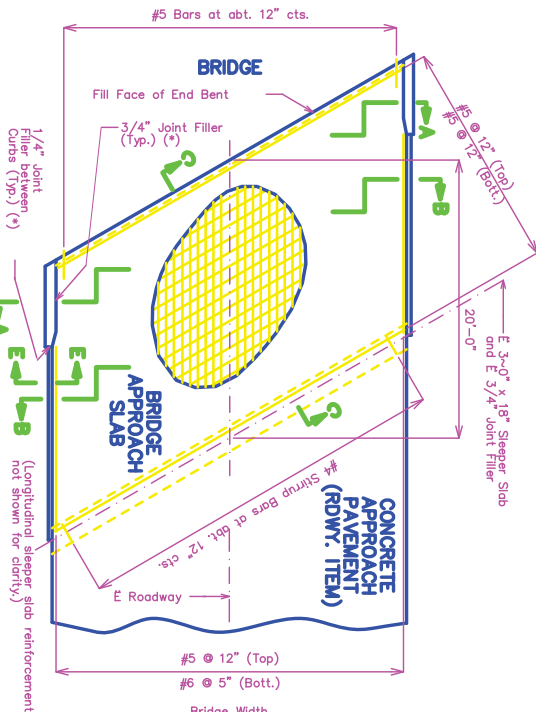 #5 Bars at abt. 12" cts.
BRIDGE
Fill Face of End Bent
3/4" Joint Filler
(Typ.) (*)
1/4" Joint
Filler between
Curbs (Typ.) (*)
#5 @ 12" (Top)
#5 @ 12" (Bott.)
A
B
C
20'-0"
E 3~0" x 18" Sleeper Slab
and E 3/4" Joint Filler
A
E
E
B
C
BRIDGE
APPROACH
SLAB
#4 Stirrup Bars at abt. 12" cts.
CONCRETE
APPROACH
PAVEMENT
(RDWY. ITEM)
(Longitudinal sleeper slab reinforcement
not shown for clarity.)
E Roadway
#5 @ 12" (Top)
#6 @ 5" (Bott.)
Bridge Width